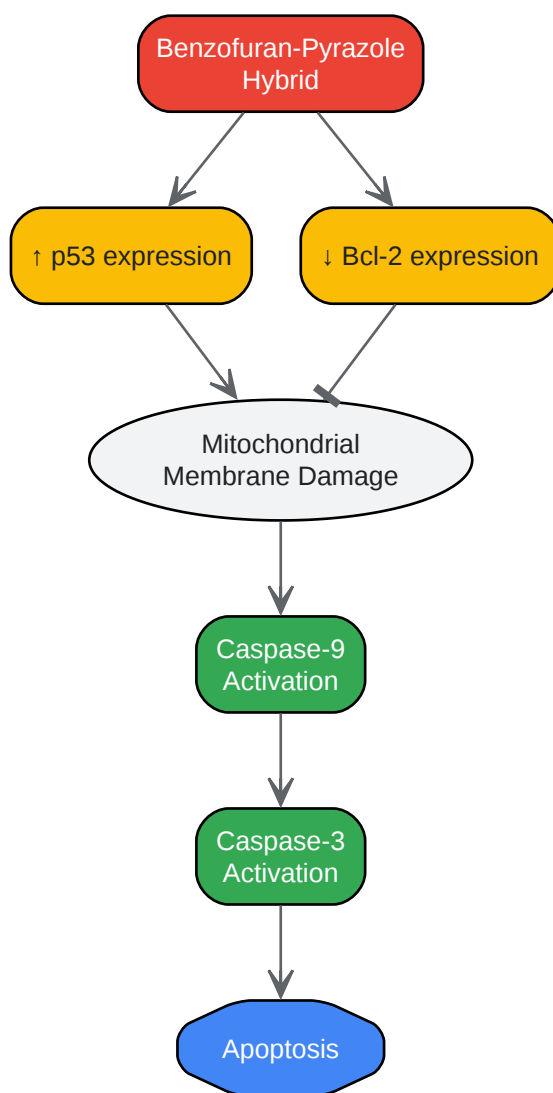 Benzofuran-Pyrazole
Hybrid
↑ p53 expression
↓ Bcl-2 expression
Mitochondrial
Membrane Damage
Caspase-9
Activation
Caspase-3
Activation
Apoptosis